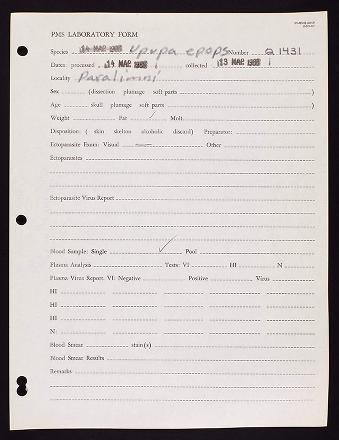 PMS LABORATORY FORM
Species 14 MAR 1968 Upupa epops Number Q 1431
Dates: processed 14 MAR 1968 collected 13 MAR 1968
Locality Paralimni
Sex (dissection plumage soft parts )
Age skull plumage soft parts )
Weight Fat Molt
Disposition: ( skin skelton alcoholic discard) Preparator:
Ectoparasite Exam: Visual Other
Ectoparasites
Ectoparasite Virus Report
Blood Sample: Single ✓ Pool
Plasma Analysis Tests: VI HI N
Plasma Virus Report: VI: Negative Positive Virus
HI
HI
HI
N:
Blood Smear stain(s)
Blood Smear Results
Remarks